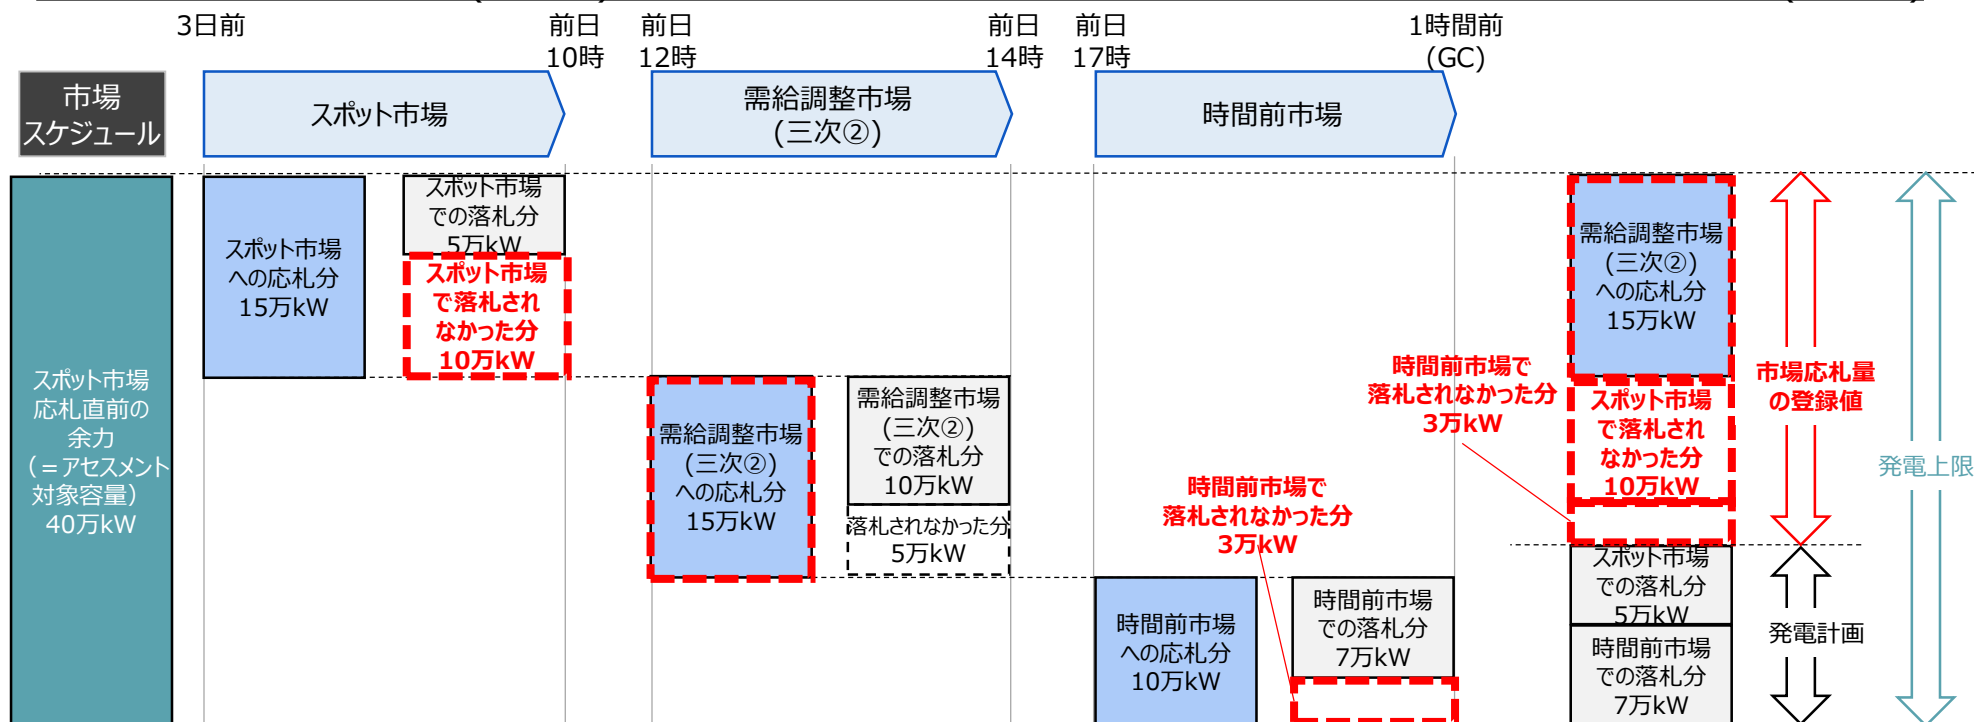 3日前
前日
10時
前日
12時
前日
14時
前日
17時
1時間前
(GC)
市場
スケジュール
スポット市場
需給調整市場
(三次②)
時間前市場
スポット市場
応札直前の
余力
(=アセスメント
対象容量)
40万kW
スポット市場
への応札分
15万kW
スポット市場
での落札分
5万kW
スポット市場
で落札され
なかった分
10万kW
需給調整市場
(三次②)
への応札分
15万kW
需給調整市場
(三次②)
での落札分
10万kW
落札されなかった分
5万kW
時間前市場
への応札分
10万kW
時間前市場で
落札されなかった分
3万kW
時間前市場
での落札分
7万kW
時間前市場で
落札されなかった分
3万kW
需給調整市場
(三次②)
への応札分
15万kW
スポット市場
で落札され
なかった分
10万kW
スポット市場
での落札分
5万kW
時間前市場
での落札分
7万kW
市場応札量
の登録値
発電計画
発電上限